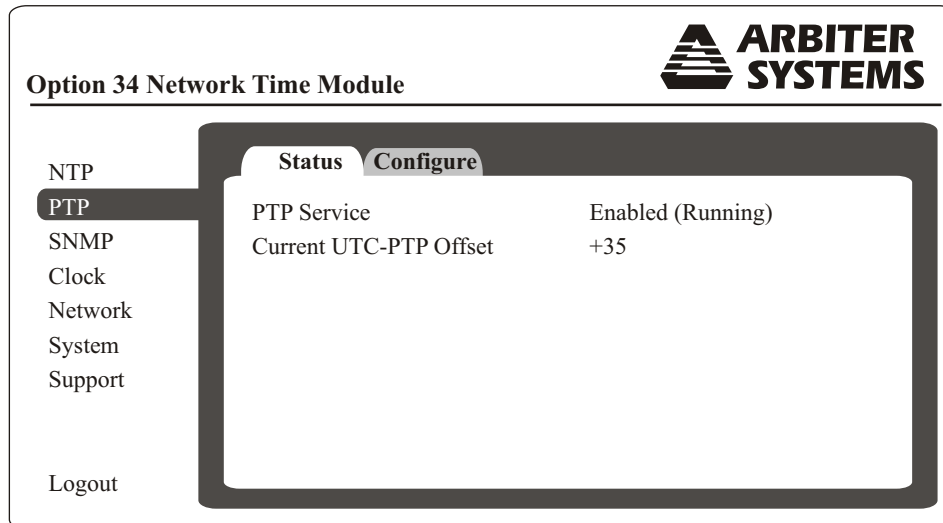 ARBITER
SYSTEMS
Option 34 Network Time Module
NTP
PTP
SNMP
Clock
Network
System
Support
Logout
Status Configure
PTP Service Enabled (Running)
Current UTC-PTP Offset +35